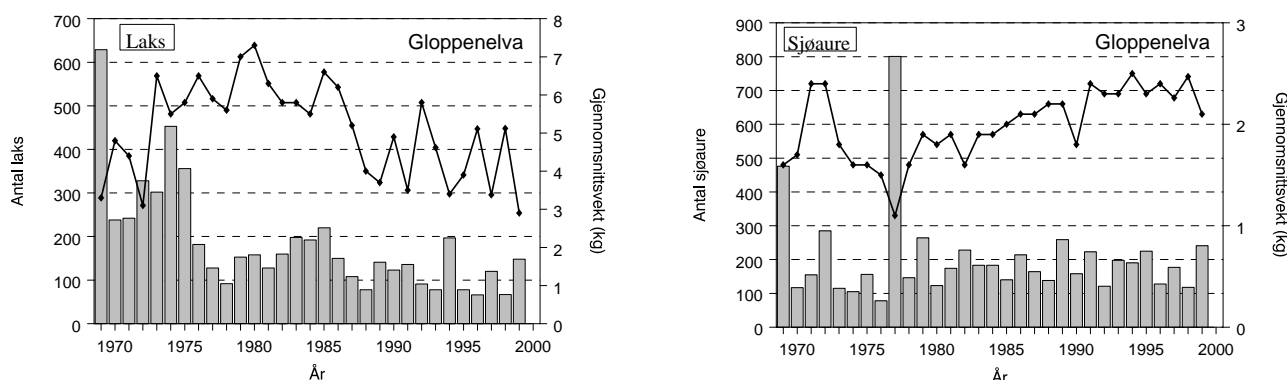 Laks
Gloppenelva
Antal laks
700
600
500
400
300
200
100
0
8
7
6
5
4
3
2
1
0
Gjennomsnittsvekt (kg)
1970 1975 1980 1985 1990 1995 2000
År
Sjøaure
Gloppenelva
Antal sjøaure
900
800
700
600
500
400
300
200
100
0
3
2
1
0
Gjennomsnittsvekt (kg)
1970 1975 1980 1985 1990 1995 2000
År